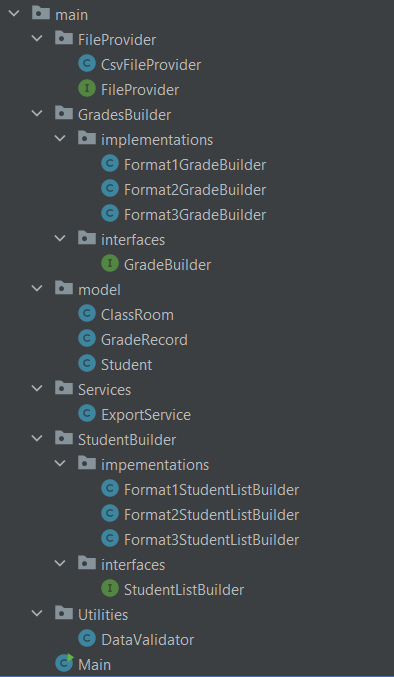 main
FileProvider
C CsvFileProvider
I FileProvider
GradesBuilder
implementations
C Format1GradeBuilder
C Format2GradeBuilder
C Format3GradeBuilder
interfaces
I GradeBuilder
model
C ClassRoom
C GradeRecord
C Student
Services
C ExportService
StudentBuilder
impementations
C Format1StudentListBuilder
C Format2StudentListBuilder
C Format3StudentListBuilder
interfaces
I StudentListBuilder
Utilities
C DataValidator
C Main